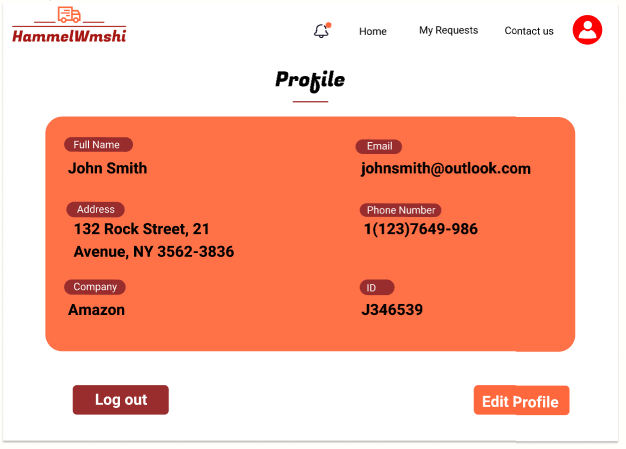 HammelWmshi
Home
My Requests
Contact us
Profile
Full Name
John Smith
Email
johnsmith@outlook.com
Address
132 Rock Street, 21
Avenue, NY 3562-3836
Phone Number
1(123)7649-986
Company
Amazon
ID
J346539
Log out
Edit Profile